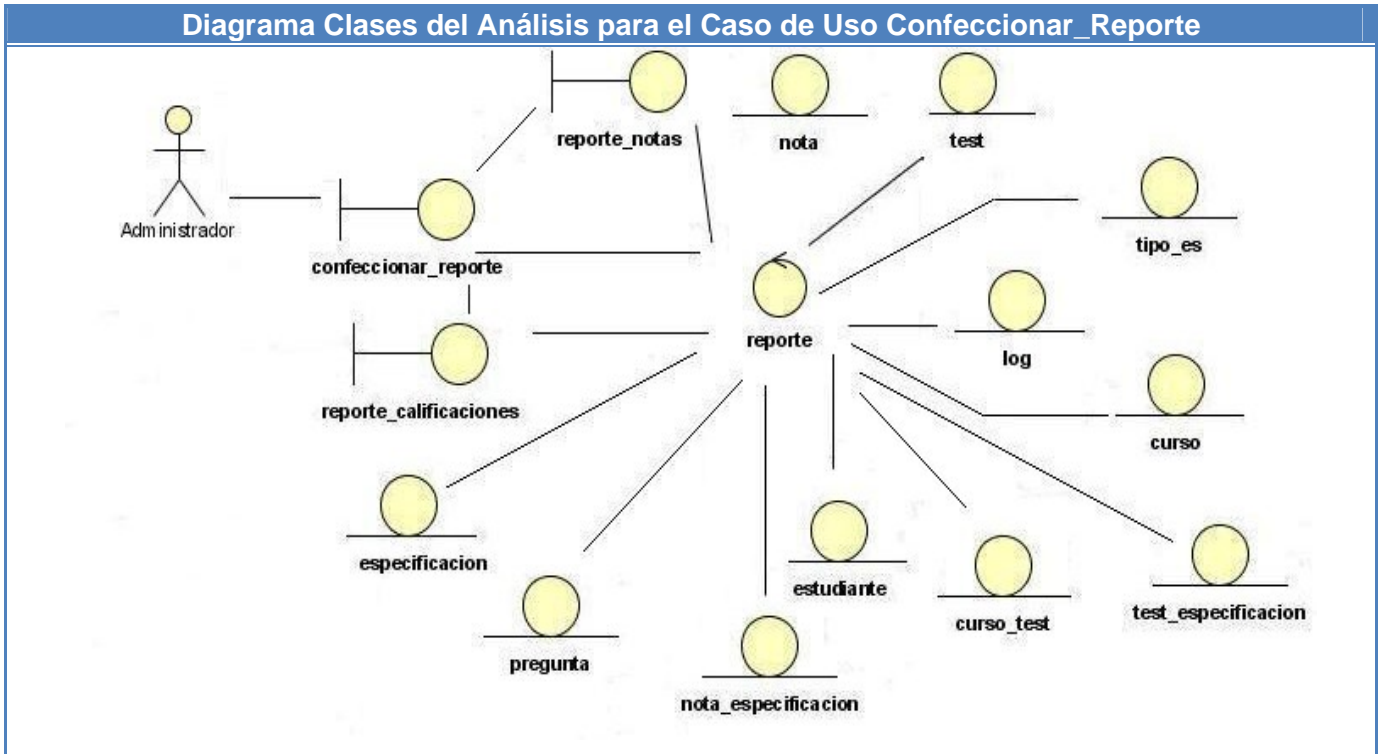 Diagrama Clases del Análisis para el Caso de Uso Confeccionar_Reporte
reporte_notas
nota
test
Administrador
confeccionar_reporte
tipo_es
reporte
log
reporte_calificaciones
curso
especificacion
estudiante
curso_test
test_especificacion
pregunta
nota_especificacion